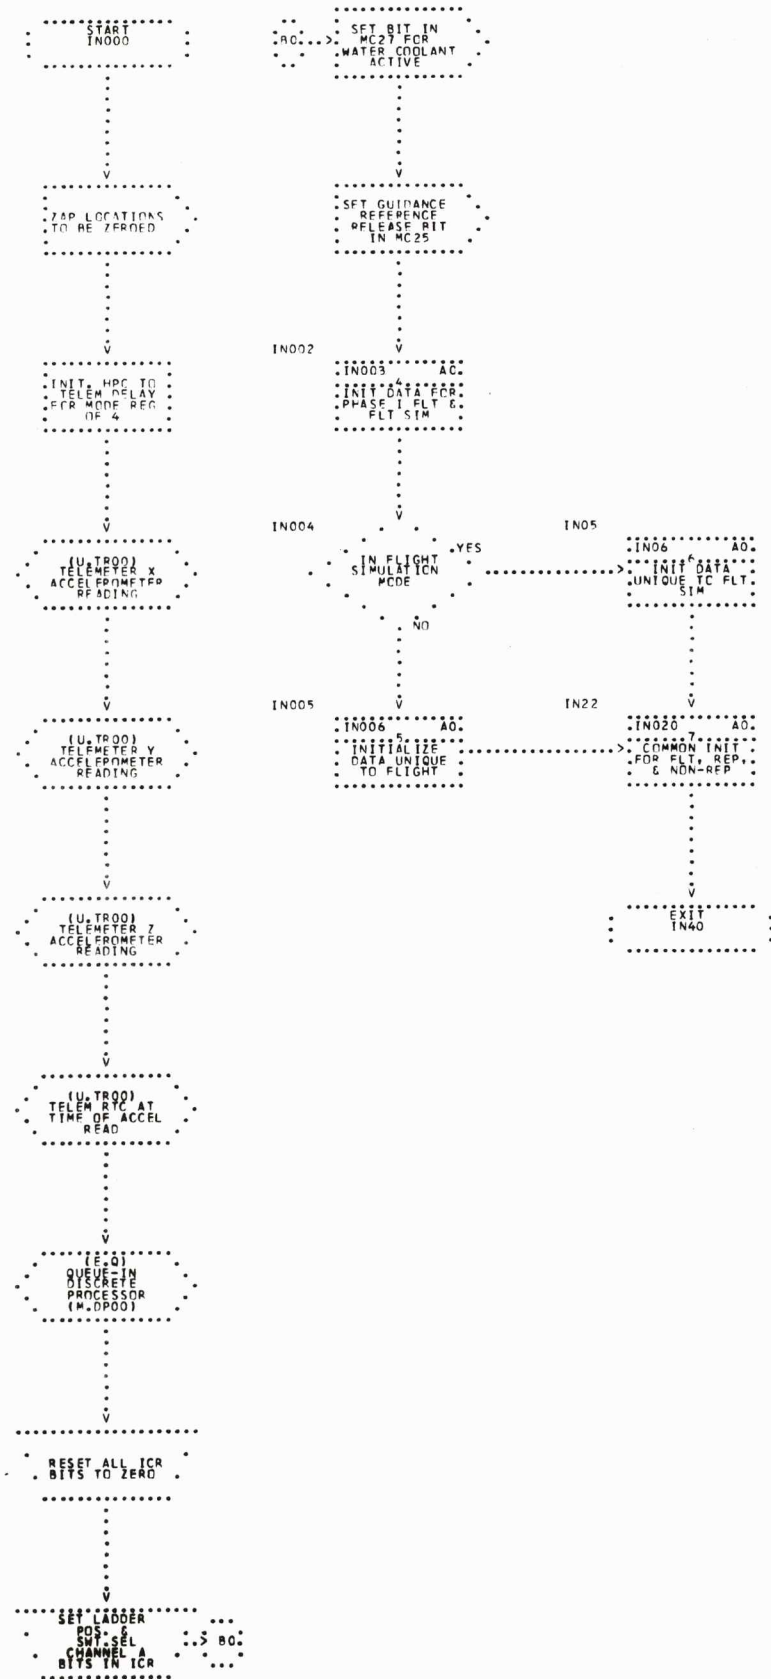 START
IN000
ZAP LOCATIONS
TO BE ZEROED
INIT. HPC TO
TELEM DELAY
FCR MODE REG
OF 4
(U.TR00)
TELEMETER X
ACCELEROMETER
READING
(U.TR00)
TELEMETER Y
ACCELEROMETER
READING
(U.TR00)
TELEMETER Z
ACCELEROMETER
READING
(U.TR00)
TELEM RTC AT
TIME OF ACCEL
READ
(E.Q)
QUEUE-IN
DISCRETE
PROCESSOR
(M.DP00)
RESET ALL ICR
BITS TO ZERO
SET LADDER
POS. &
SWT.SEL
CHANNEL A
BITS IN ICR
B0
B0
SET BIT IN
MC27 FOR
WATER COOLANT
ACTIVE
SET GUIDANCE
REFERENCE
RELEASE BIT
IN MC25
IN002
IN003 A0
4
INIT DATA FOR
PHASE I FLT &
FLT SIM
IN004
IN FLIGHT
SIMULATION
MODE
YES
NO
IN005
IN006 A0
5
INITIALIZE
DATA UNIQUE
TO FLIGHT
IN05
IN06 A0
6
INIT DATA
UNIQUE TC FLT
SIM
IN22
IN020 A0
7
COMMON INIT
FOR FLT, REP,
& NON-REP
EXIT
IN40